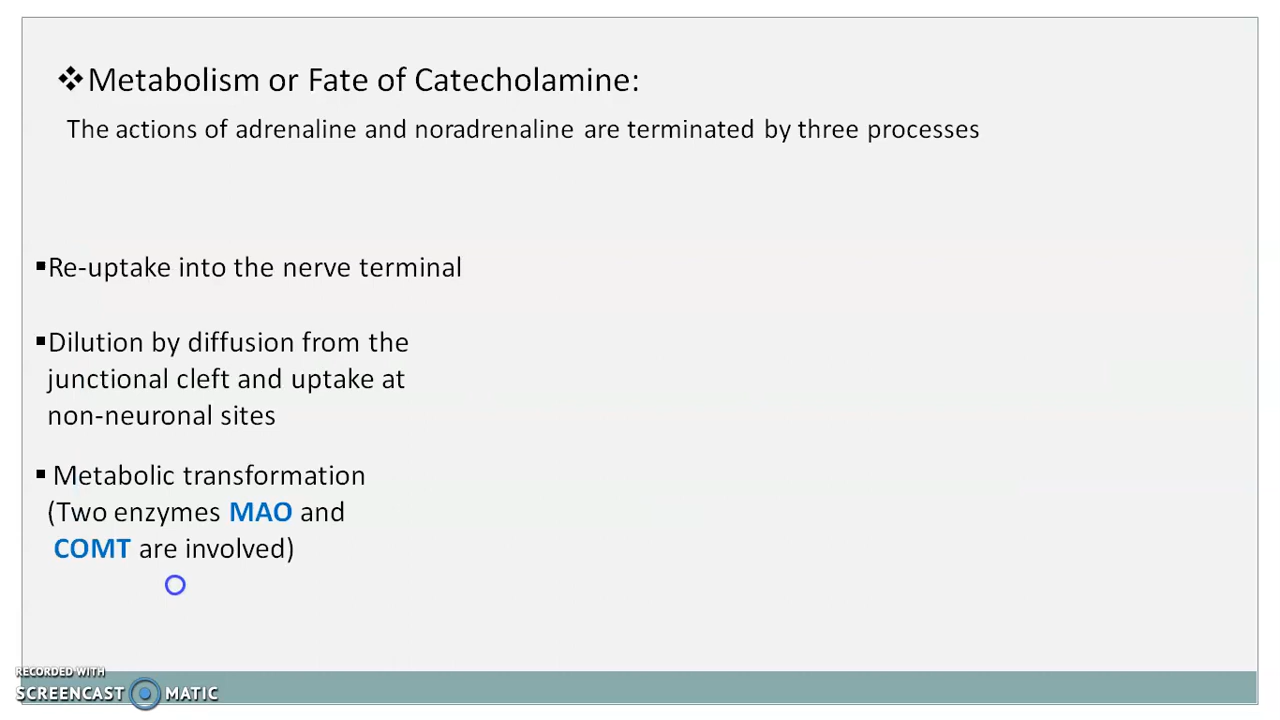 ❖Metabolism or Fate of Catecholamine:
The actions of adrenaline and noradrenaline are terminated by three processes
▪Re-uptake into the nerve terminal
▪Dilution by diffusion from the
junctional cleft and uptake at
non-neuronal sites
▪ Metabolic transformation
(Two enzymes MAO and
COMT are involved)
RECORDED WITH
SCREENCAST MATIC